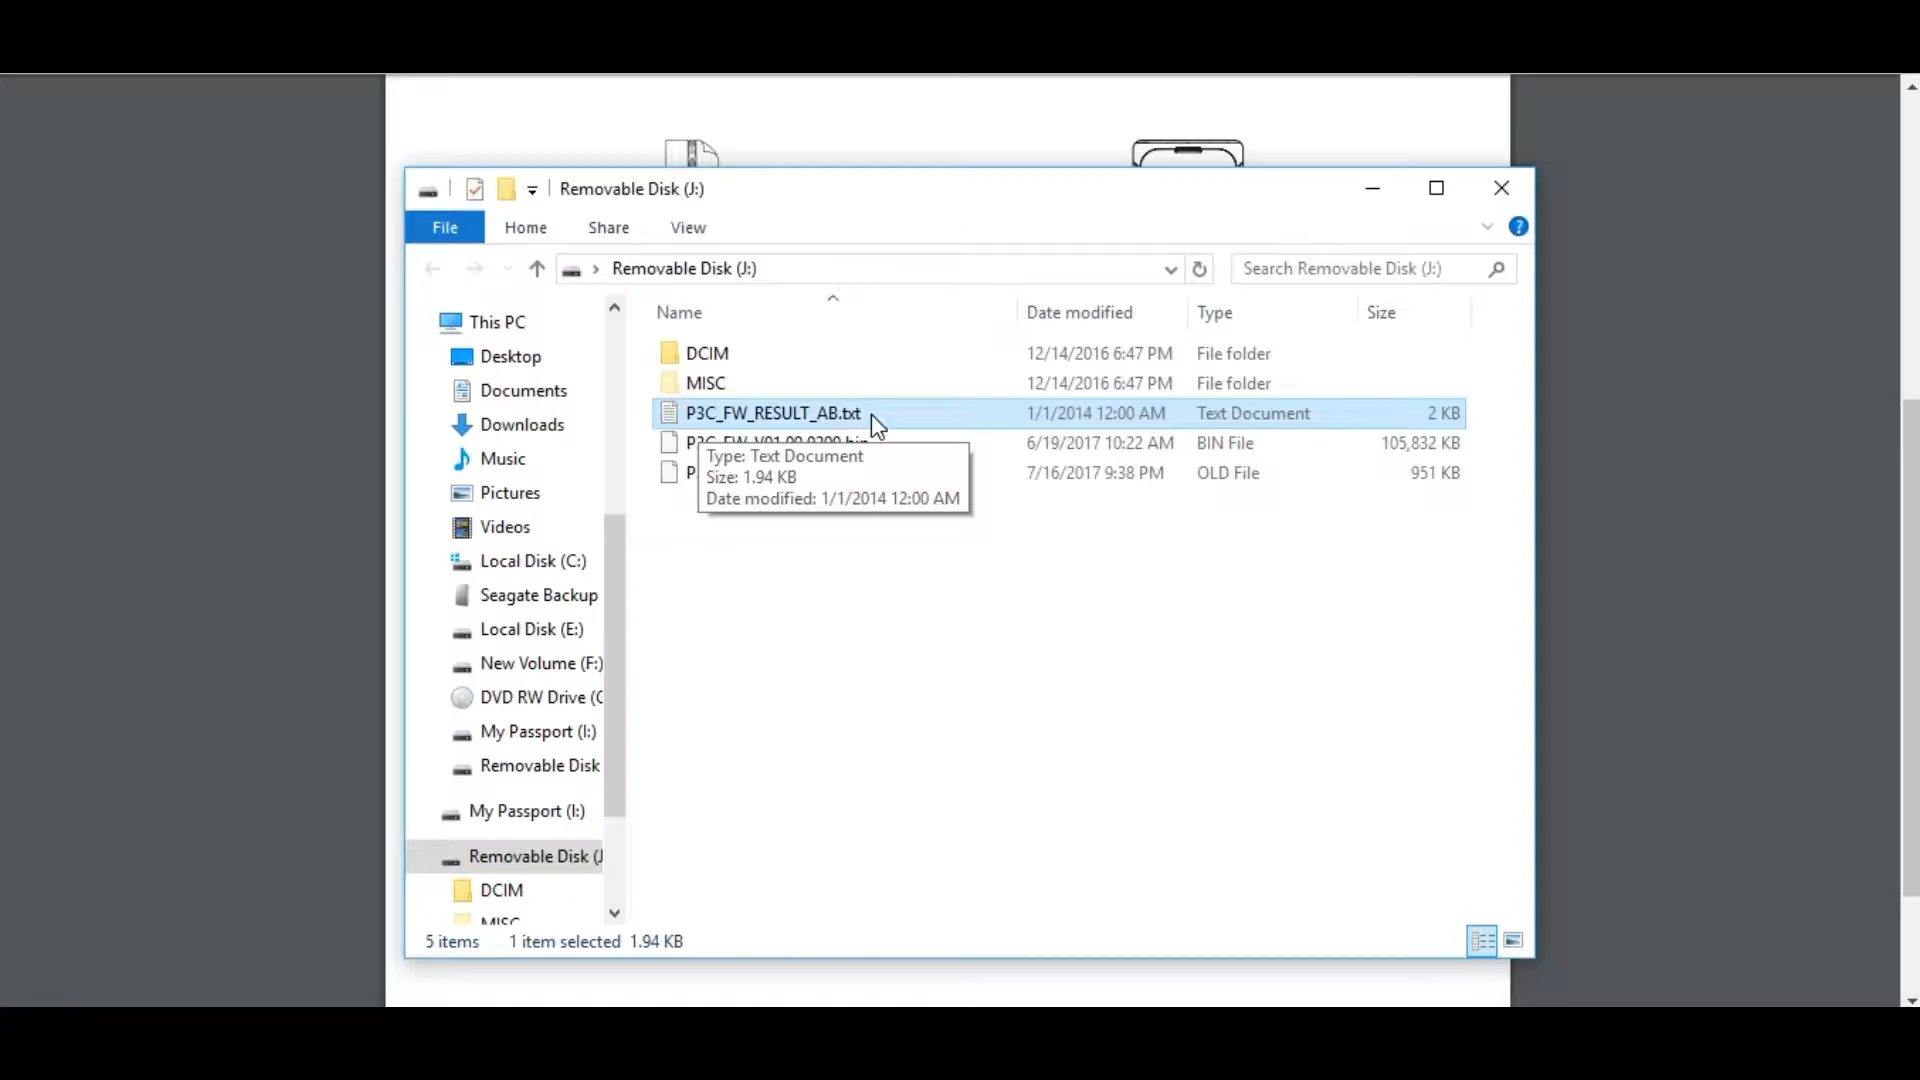 Removable Disk (J:)
File Home Share View
Removable Disk (J:) Search Removable Disk (J:)
Name Date modified Type Size
This PC
Desktop
Documents
Downloads
Music
Pictures
Videos
Local Disk (C:)
Seagate Backup
Local Disk (E:)
New Volume (F:)
DVD RW Drive (
My Passport (I:)
Removable Disk
My Passport (I:)
Removable Disk (J
DCIM
MISC
DCIM 12/14/2016 6:47 PM File folder
MISC 12/14/2016 6:47 PM File folder
P3C_FW_RESULT_AB.txt 1/1/2014 12:00 AM Text Document 2 KB
6/19/2017 10:22 AM BIN File 105,832 KB
P 7/16/2017 9:38 PM OLD File 951 KB
Type: Text Document
Size: 1.94 KB
Date modified: 1/1/2014 12:00 AM
5 items 1 item selected 1.94 KB